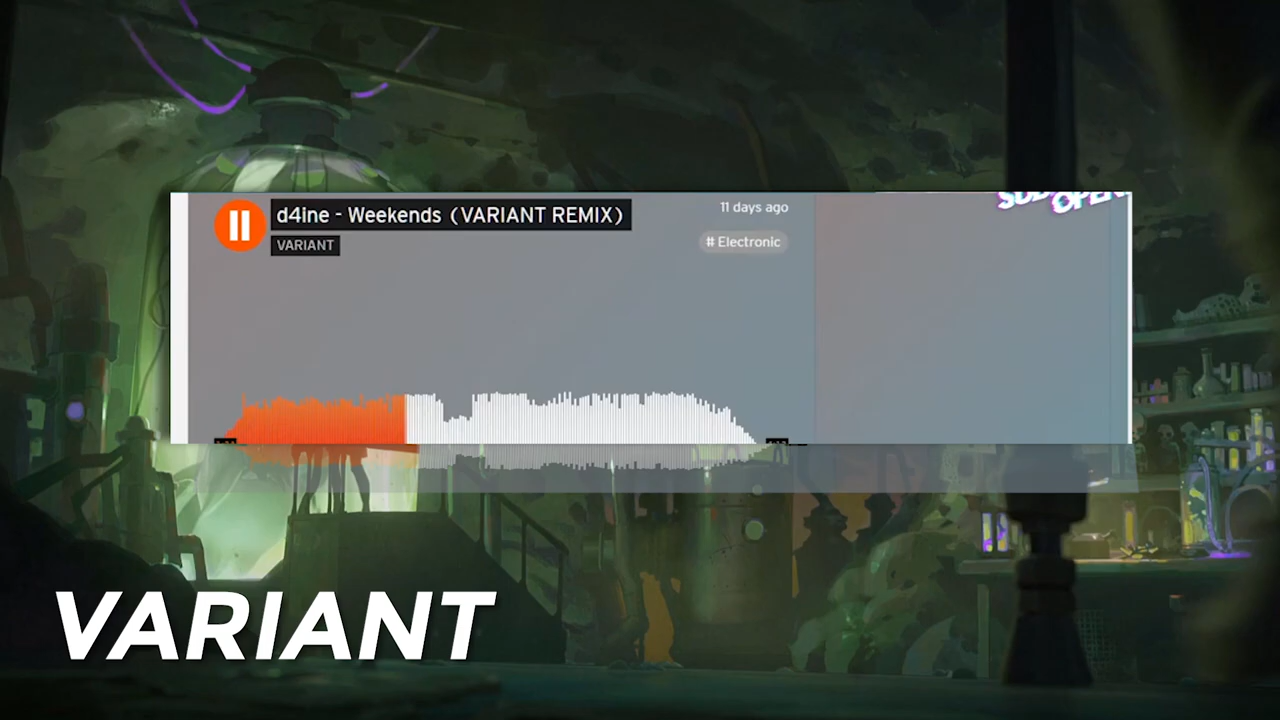 d4ine - Weekends (VARIANT REMIX)
VARIANT
11 days ago
# Electronic
VARIANT